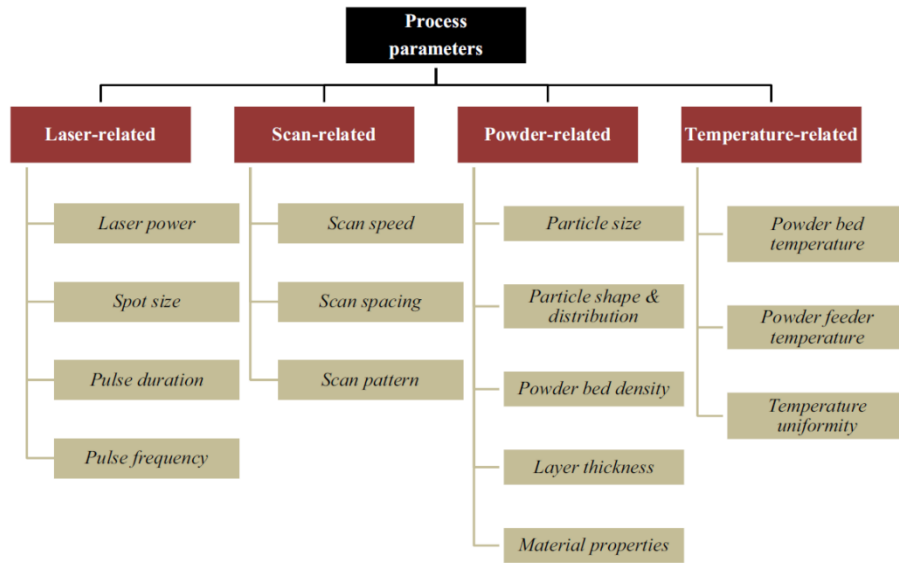 Process
parameters
Laser-related
Scan-related
Powder-related
Temperature-related
Laser power
Spot size
Pulse duration
Pulse frequency
Scan speed
Scan spacing
Scan pattern
Particle size
Particle shape &
distribution
Powder bed density
Layer thickness
Material properties
Powder bed
temperature
Powder feeder
temperature
Temperature
uniformity